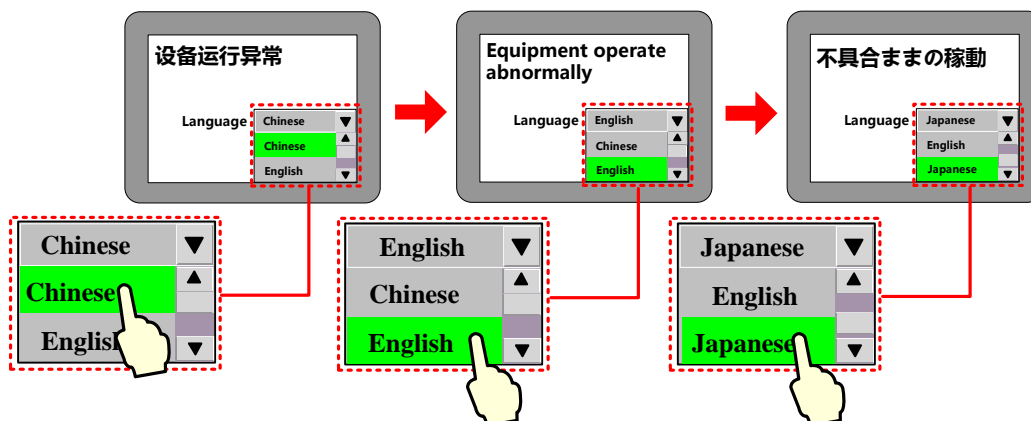 设备运行异常
Language
Chinese
Chinese
English
Equipment operate
abnormally
Language
English
Chinese
English
不具合ままの稼動
Language
Japanese
English
Japanese
Chinese
Chinese
English
English
Chinese
English
Japanese
English
Japanese